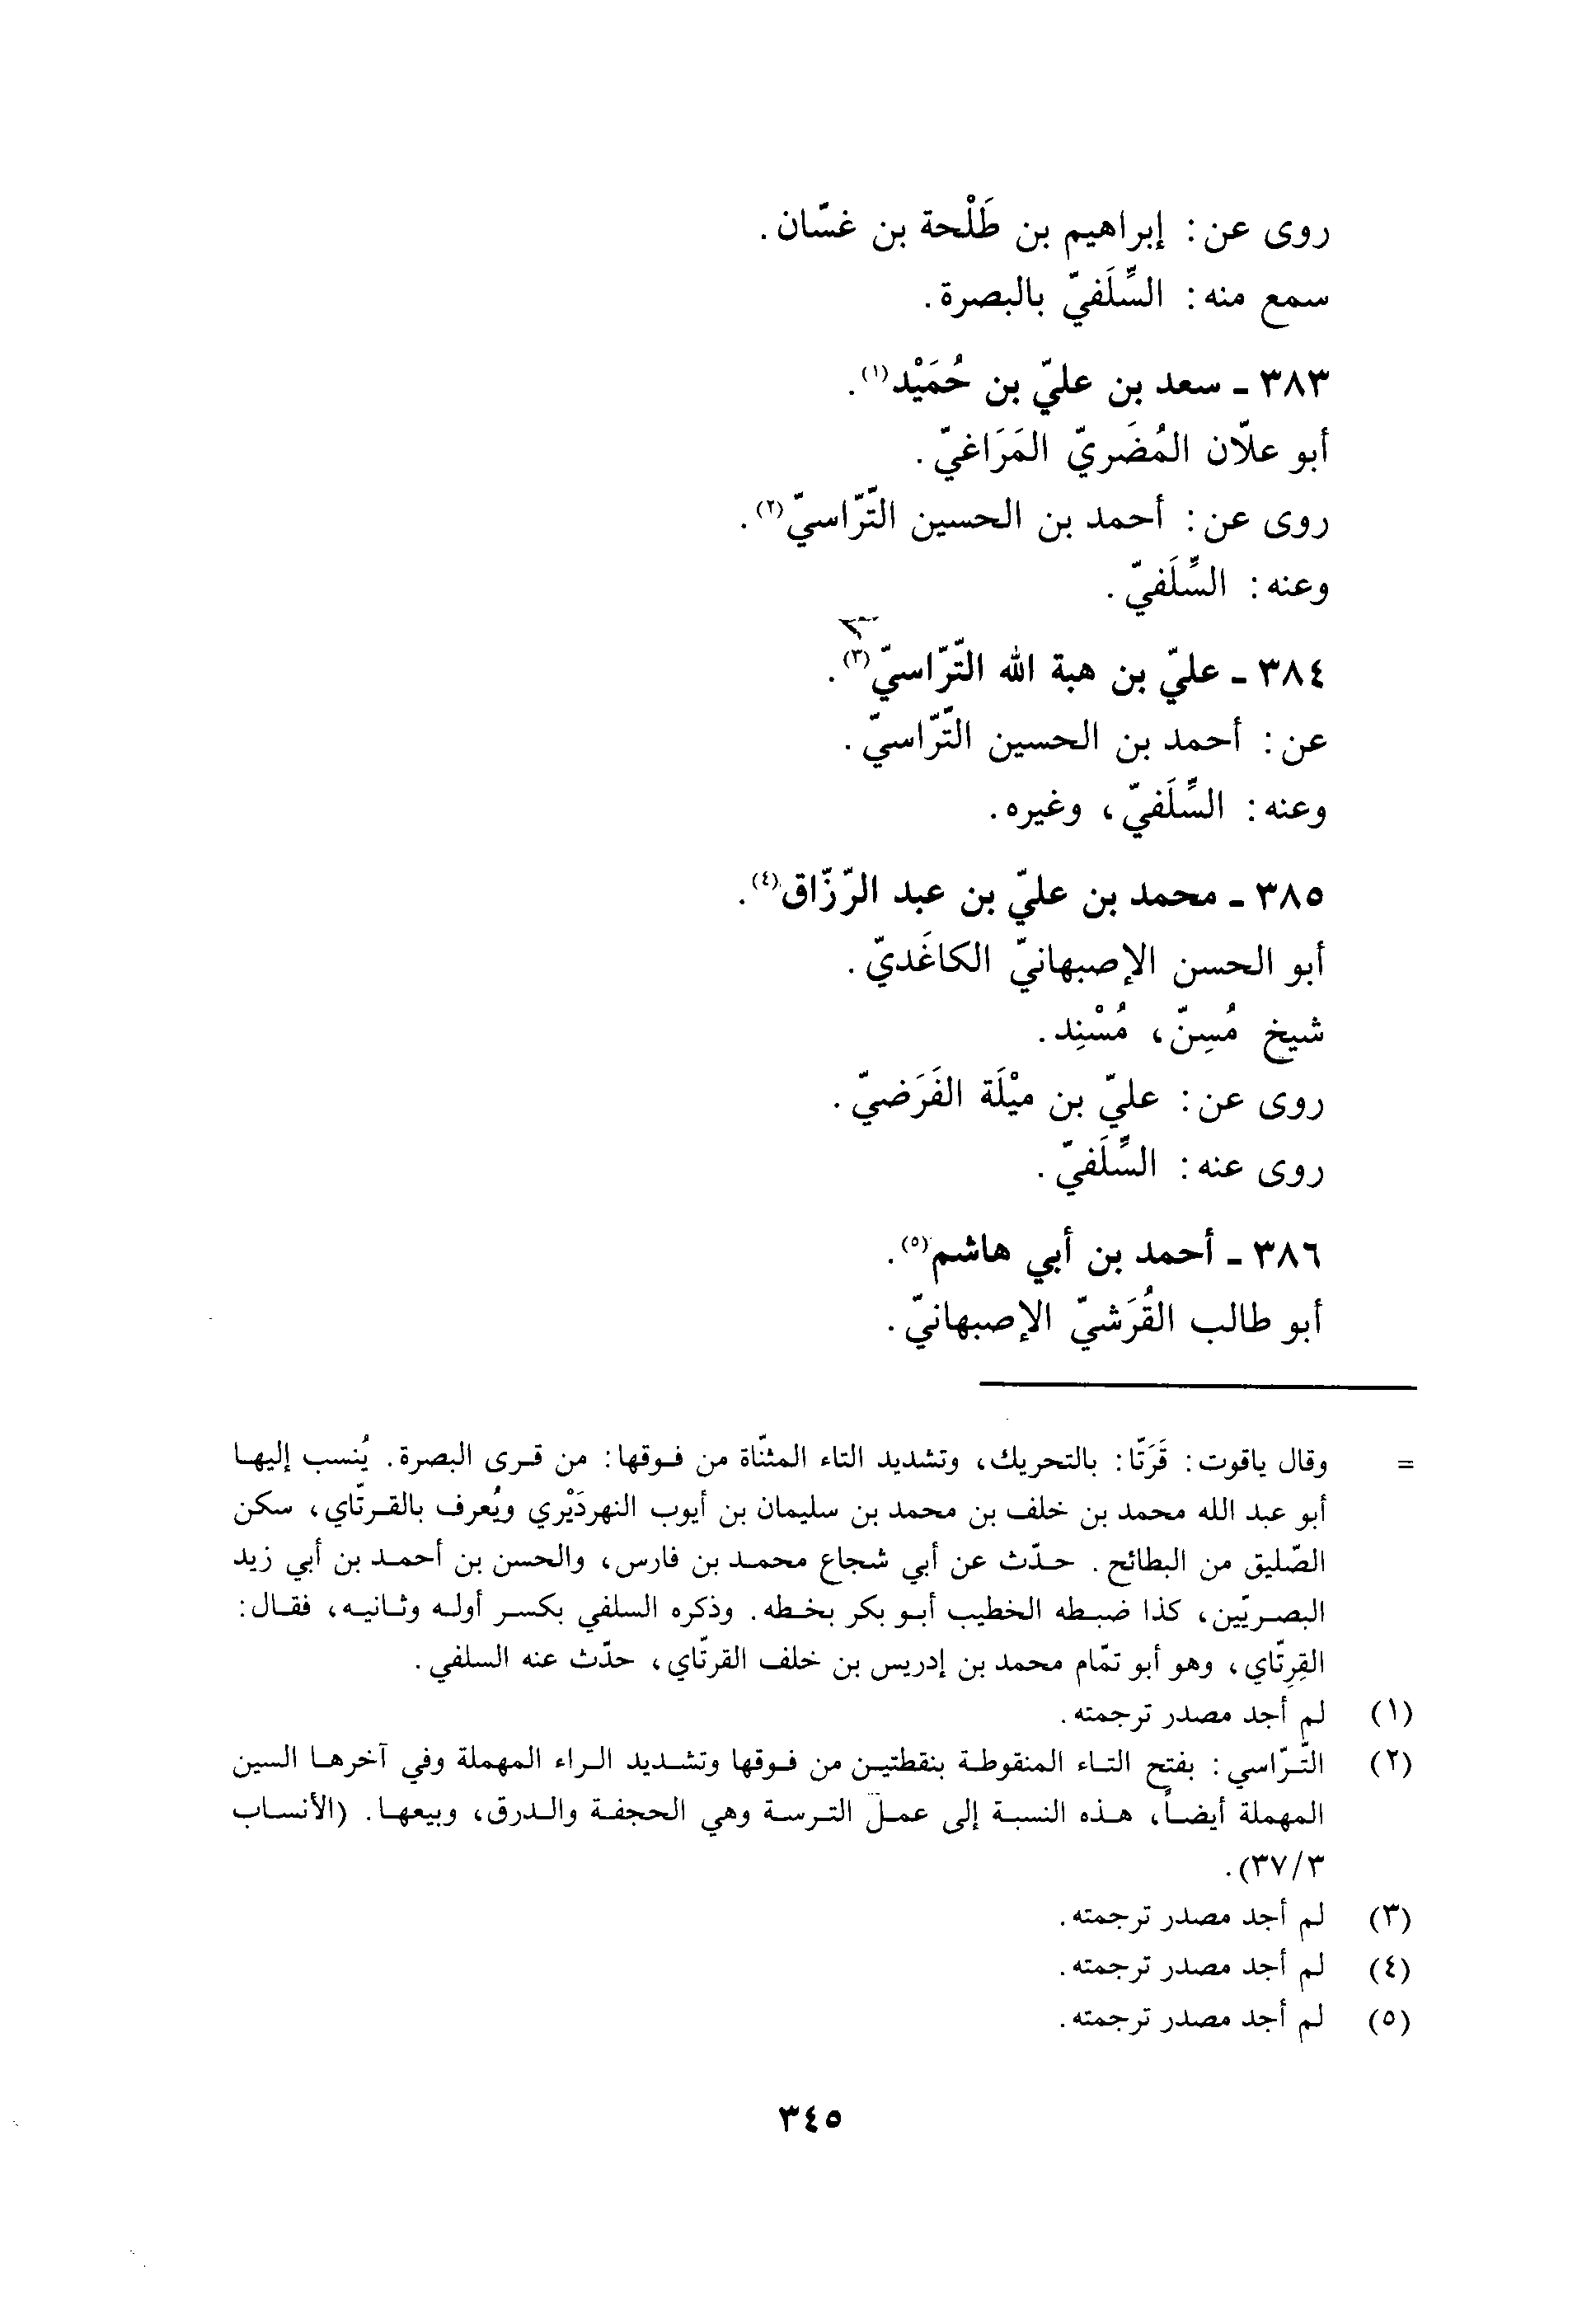 روى عن: إبراهيم بن طَلْحة بن غسّان.
سمع منه: السِّلَفيّ بالبصرة.
٣٨٣ ـ سعد بن عليّ بن حُمَيْد(١).
أبو علّان المُضَريّ المَرَاغيّ.
روى عن: أحمد بن الحسين التَّرّاسيّ(٢).
وعنه: السِّلَفيّ.
٣٨٤ ـ عليّ بن هبة الله التَّرّاسيّ(٣).
عن: أحمد بن الحسين التَّرّاسيّ.
وعنه: السِّلَفيّ، وغيره.
٣٨٥ ـ محمد بن عليّ بن عبد الرّزّاق(٤).
أبو الحسن الإصبهانيّ الكاغَديّ.
شيخ مُسِنّ، مُسْنِد.
روى عن: عليّ بن ميْلَة الفَرَضيّ.
روى عنه: السِّلَفيّ.
٣٨٦ ـ أحمد بن أبي هاشم(٥).
أبو طالب القُرَشيّ الإصبهانيّ.
= وقال ياقوت: قَرَتّا: بالتحريك، وتشديد التاء المثنّاة من فوقها: من قرى البصرة. يُنسب إليها
أبو عبد الله محمد بن خلف بن محمد بن سليمان بن أيوب النهردَيْري ويُعرف بالقرتّاي، سكن
الصّليق من البطائح. حدّث عن أبي شجاع محمد بن فارس، والحسن بن أحمد بن أبي زيد
البصريّين، كذا ضبطه الخطيب أبو بكر بخطه. وذكره السلفي بكسر أوله وثانيه، فقال:
القِرِتّاي، وهو أبو تمّام محمد بن إدريس بن خلف القرتّاي، حدّث عنه السلفي.
(١) لم أجد مصدر ترجمته.
(٢) التَّرّاسي: بفتح التاء المنقوطة بنقطتين من فوقها وتشديد الراء المهملة وفي آخرها السين
المهملة أيضاً، هذه النسبة إلى عمل الترسة وهي الحجفة والدرق، وبيعها. (الأنساب
٣/٣٧).
(٣) لم أجد مصدر ترجمته.
(٤) لم أجد مصدر ترجمته.
(٥) لم أجد مصدر ترجمته.
٣٤٥